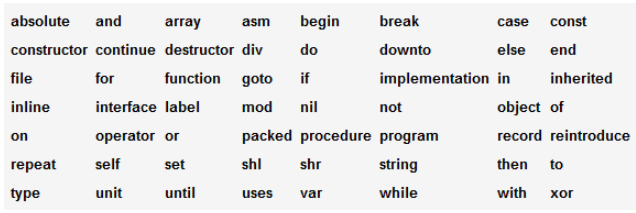 absolute and array asm begin break case const
constructor continue destructor div do downto else end
file for function goto if implementation in inherited
inline interface label mod nil not object of
on operator or packed procedure program record reintroduce
repeat self set shl shr string then to
type unit until uses var while with xor